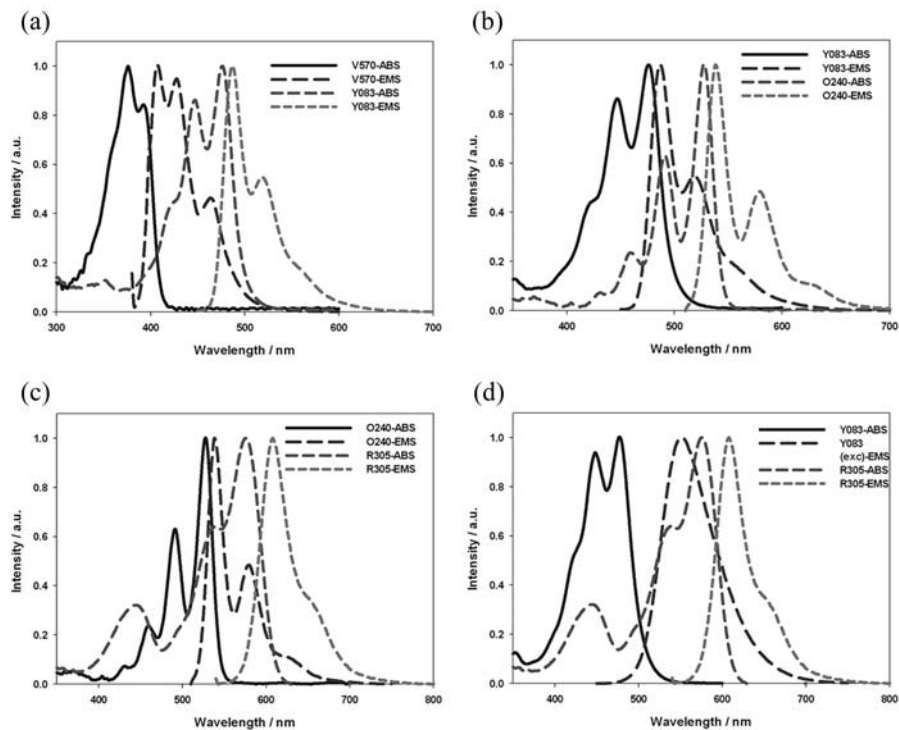 (a)
V570-ABS
V570-EMS
Y083-ABS
Y083-EMS
Intensity / a.u.
1.0
0.8
0.6
0.4
0.2
0.0
300 400 500 600 700
Wavelength / nm
(b)
Y083-ABS
Y083-EMS
O240-ABS
O240-EMS
Intensity / a.u.
1.0
0.8
0.6
0.4
0.2
0.0
400 500 600 700
Wavelength / nm
(c)
O240-ABS
O240-EMS
R305-ABS
R305-EMS
Intensity / a.u.
1.0
0.8
0.6
0.4
0.2
0.0
400 500 600 700 800
Wavelength / nm
(d)
Y083-ABS
Y083
(exc)-EMS
R305-ABS
R305-EMS
Intensity / a.u.
1.0
0.8
0.6
0.4
0.2
0.0
400 500 600 700 800
Wavelength / nm